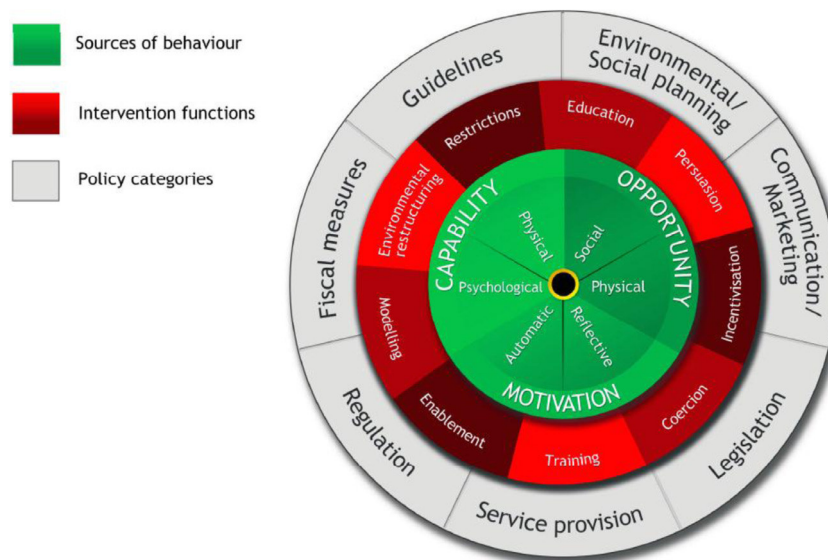 Sources of behaviour
Intervention functions
Policy categories
Guidelines
Environmental/
Social planning
Communication/
Marketing
Legislation
Service provision
Regulation
Fiscal measures
Restrictions
Education
Persuasion
Incentivisation
Coercion
Training
Enablement
Modelling
Environmental
restructuring
CAPABILITY
OPPORTUNITY
MOTIVATION
Physical
Social
Psychological
Physical
Automatic
Reflective